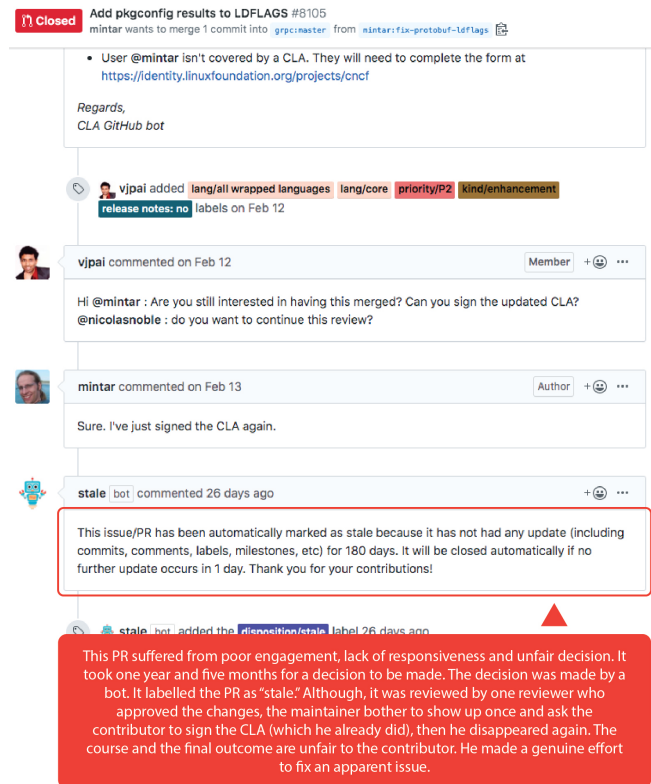 Closed
Add pkgconfig results to LDFLAGS #8105
mintar wants to merge 1 commit into grpc:master from mintar:fix-protobuf-ldflags
• User @mintar isn't covered by a CLA. They will need to complete the form at
https://identity.linuxfoundation.org/projects/cncf
Regards,
CLA GitHub bot
vjpai added lang/all wrapped languages lang/core priority/P2 kind/enhancement
release notes: no labels on Feb 12
vjpai commented on Feb 12 Member
Hi @mintar : Are you still interested in having this merged? Can you sign the updated CLA?
@nicolasnoble : do you want to continue this review?
mintar commented on Feb 13 Author
Sure. I've just signed the CLA again.
stale bot commented 26 days ago
This issue/PR has been automatically marked as stale because it has not had any update (including
commits, comments, labels, milestones, etc) for 180 days. It will be closed automatically if no
further update occurs in 1 day. Thank you for your contributions!
stale bot added the disposition/stale label 26 days ago
This PR suffered from poor engagement, lack of responsiveness and unfair decision. It
took one year and five months for a decision to be made. The decision was made by a
bot. It labelled the PR as “stale.” Although, it was reviewed by one reviewer who
approved the changes, the maintainer bother to show up once and ask the
contributor to sign the CLA (which he already did), then he disappeared again. The
course and the final outcome are unfair to the contributor. He made a genuine effort
to fix an apparent issue.